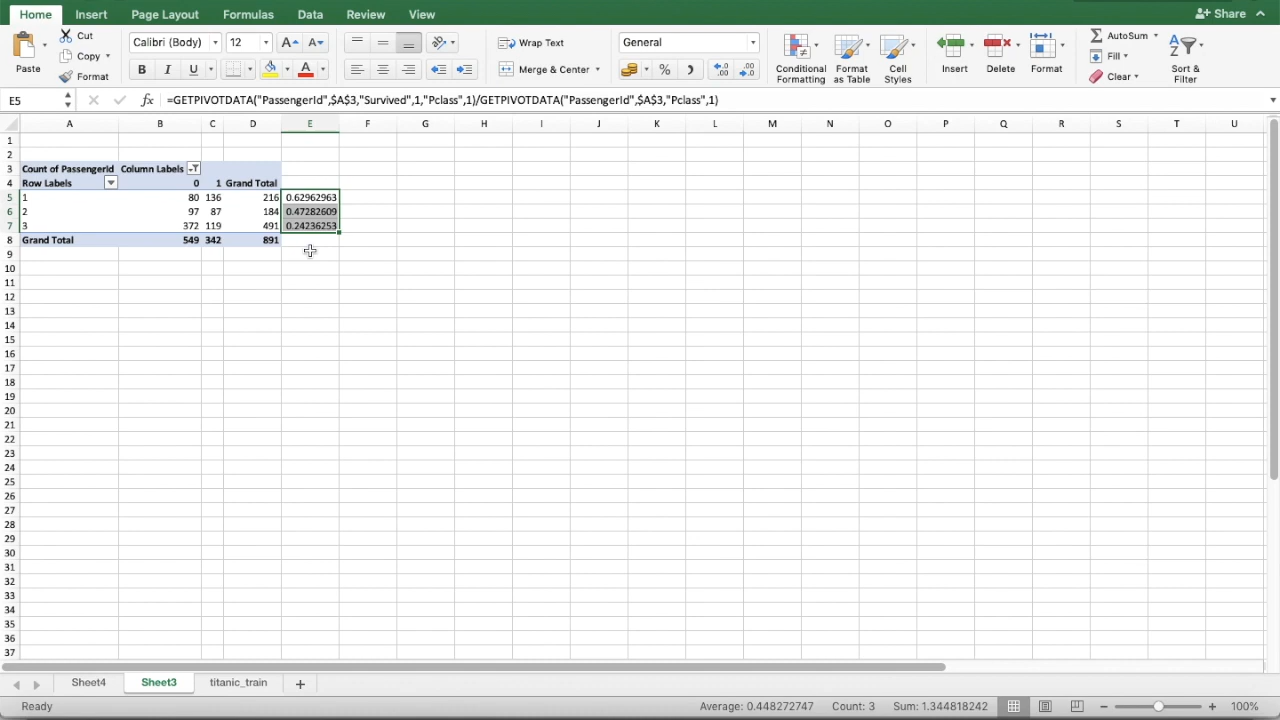 Home Insert Page Layout Formulas Data Review View Share
Cut
Copy
Format
Paste
Calibri (Body) 12 A A
B I U A
Wrap Text
Merge & Center
General
%
Conditional Formatting
Format as Table
Cell Styles
Insert
Delete
Format
AutoSum
Fill
Clear
Sort & Filter
E5 fx =GETPIVOTDATA("PassengerId",$A$3,"Survived",1,"Pclass",1)/GETPIVOTDATA("PassengerId",$A$3,"Pclass",1)
A B C D E F G H I J K L M N O P Q R S T U
1
2
3 Count of PassengerId Column Labels
4 Row Labels 0 1 Grand Total
5 1 80 136 216 0.62962963
6 2 97 87 184 0.47282609
7 3 372 119 491 0.24236253
8 Grand Total 549 342 891
9
10
11
12
13
14
15
16
17
18
19
20
21
22
23
24
25
26
27
28
29
30
31
32
33
34
35
36
37
Sheet4 Sheet3 titanic_train
Ready Average: 0.448272747 Count: 3 Sum: 1.344818242 100%